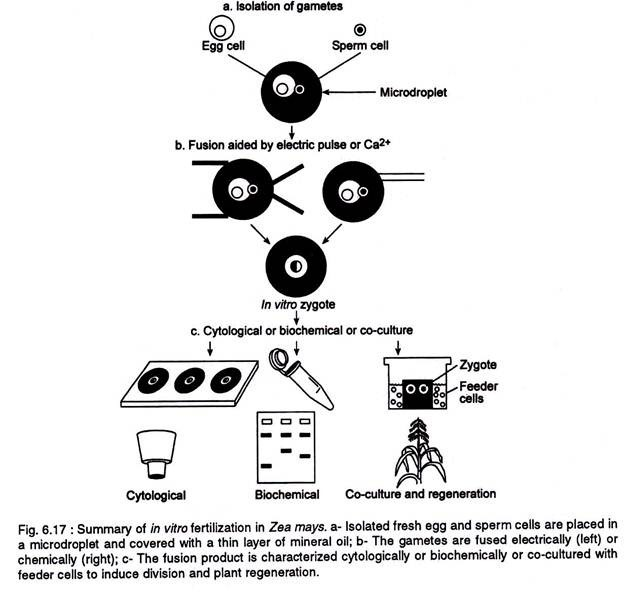 a. Isolation of gametes
Egg cell
Sperm cell
Microdroplet
b. Fusion aided by electric pulse or Ca2+
In vitro zygote
c. Cytological or biochemical or co-culture
Zygote
Feeder
cells
Cytological
Biochemical
Co-culture and regeneration
Fig. 6.17 : Summary of in vitro fertilization in Zea mays. a- Isolated fresh egg and sperm cells are placed in
a microdroplet and covered with a thin layer of mineral oil; b- The gametes are fused electrically (left) or
chemically (right); c- The fusion product is characterized cytologically or biochemically or co-cultured with
feeder cells to induce division and plant regeneration.